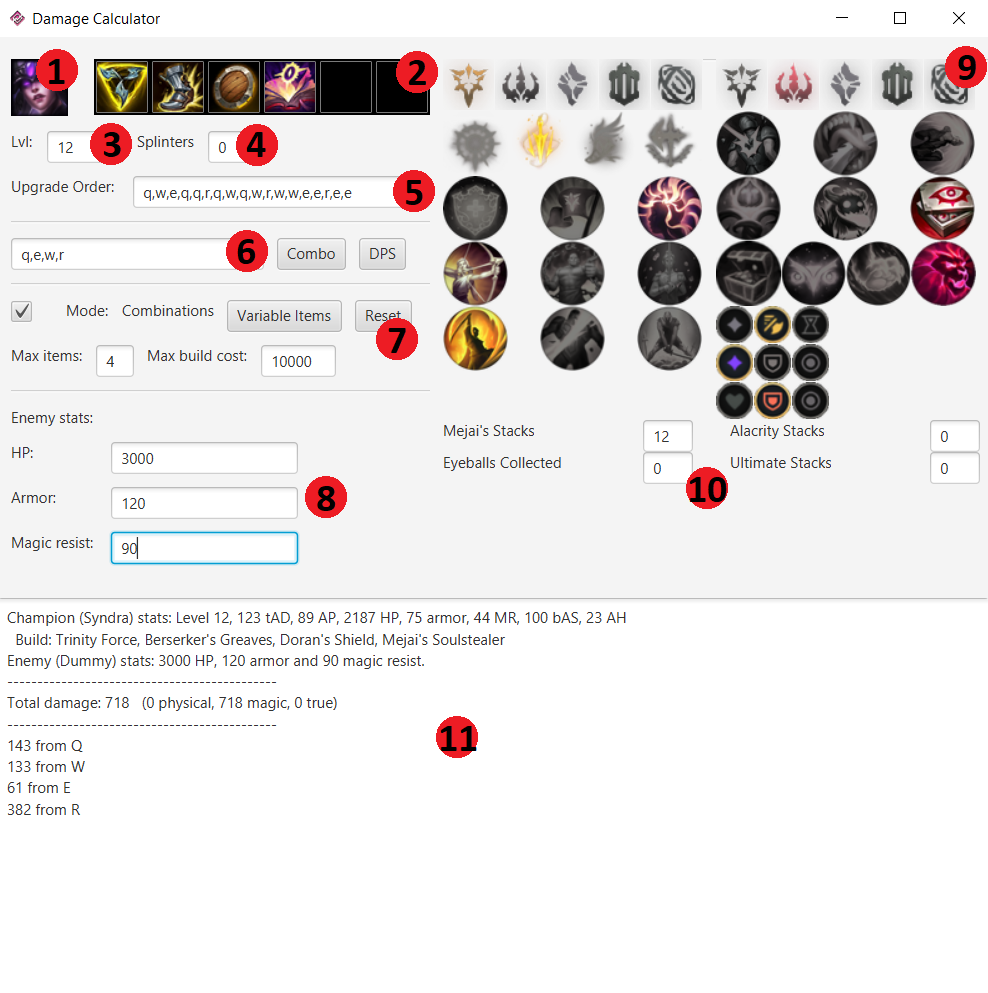 Damage Calculator
1
2
9
Lvl:
12
3
Splinters
0
4
Upgrade Order:
q,w,e,q,q,r,q,w,q,w,r,w,w,e,e,r,e,e
5
q,e,w,r
6
Combo
DPS
Mode:
Combinations
Variable Items
Reset
7
Max items:
4
Max build cost:
10000
Enemy stats:
HP:
3000
Armor:
120
8
Magic resist:
90
Mejai's Stacks
12
Alacrity Stacks
0
Eyeballs Collected
0
Ultimate Stacks
0
10
Champion (Syndra) stats: Level 12, 123 tAD, 89 AP, 2187 HP, 75 armor, 44 MR, 100 bAS, 23 AH
Build: Trinity Force, Berserker's Greaves, Doran's Shield, Mejai's Soulstealer
Enemy (Dummy) stats: 3000 HP, 120 armor and 90 magic resist.
---------------------------------------------
Total damage: 718 (0 physical, 718 magic, 0 true)
---------------------------------------------
11
143 from Q
133 from W
61 from E
382 from R